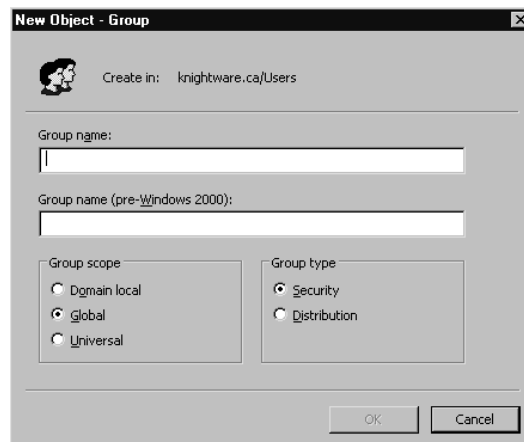 New Object - Group
Create in: knightware.ca/Users
Group name:
Group name (pre-Windows 2000):
Group scope
Domain local
Global
Universal
Group type
Security
Distribution
OK Cancel